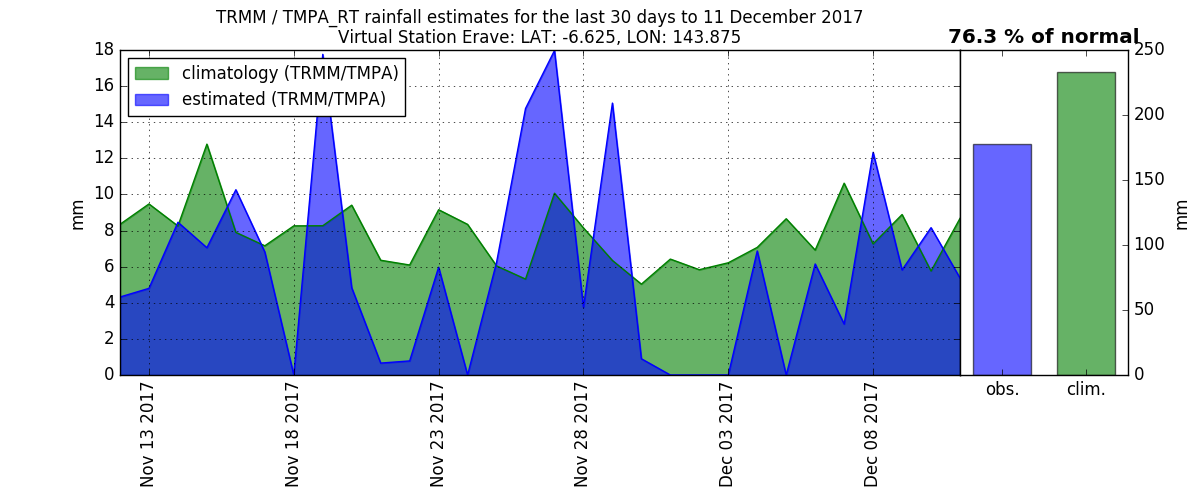 TRMM / TMPA_RT rainfall estimates for the last 30 days to 11 December 2017
Virtual Station Erave: LAT: -6.625, LON: 143.875
76.3 % of normal
climatology (TRMM/TMPA)
estimated (TRMM/TMPA)
18
16
14
12
10
8
6
4
2
0
mm
Nov 13 2017
Nov 18 2017
Nov 23 2017
Nov 28 2017
Dec 03 2017
Dec 08 2017
250
200
150
100
50
0
mm
obs.
clim.